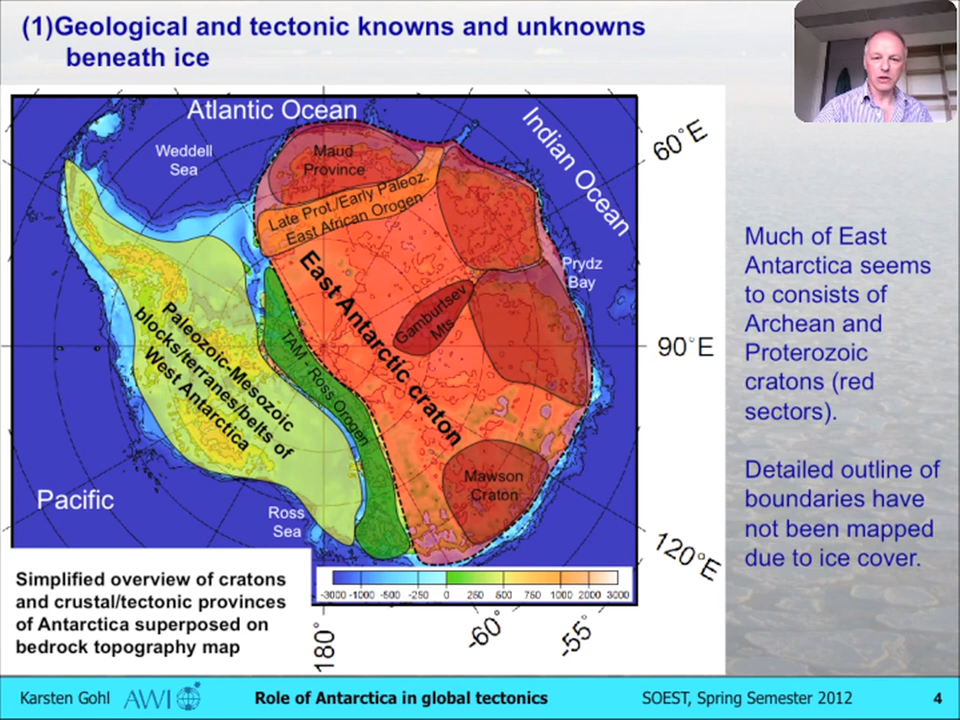 (1)Geological and tectonic knowns and unknowns
beneath ice
Atlantic Ocean
Indian Ocean
60°E
Weddell
Sea
Maud
Province
Late Prot./Early Paleoz.
East African Orogen
Prydz
Bay
East Antarctic craton
Gamburtsev
Mts.
90°E
TAM - Ross Orogen
Paleozoic-Mesozoic
blocks/terranes/belts of
West Antarctica
Mawson
Craton
Pacific
Ross
Sea
120°E
-3000 -1000 -500 -250 0 250 500 750 1000 2000 3000
180°
-60°
-55°
Simplified overview of cratons
and crustal/tectonic provinces
of Antarctica superposed on
bedrock topography map
Much of East
Antarctica seems
to consists of
Archean and
Proterozoic
cratons (red
sectors).
Detailed outline of
boundaries have
not been mapped
due to ice cover.
Karsten Gohl AWI Role of Antarctica in global tectonics SOEST, Spring Semester 2012 4